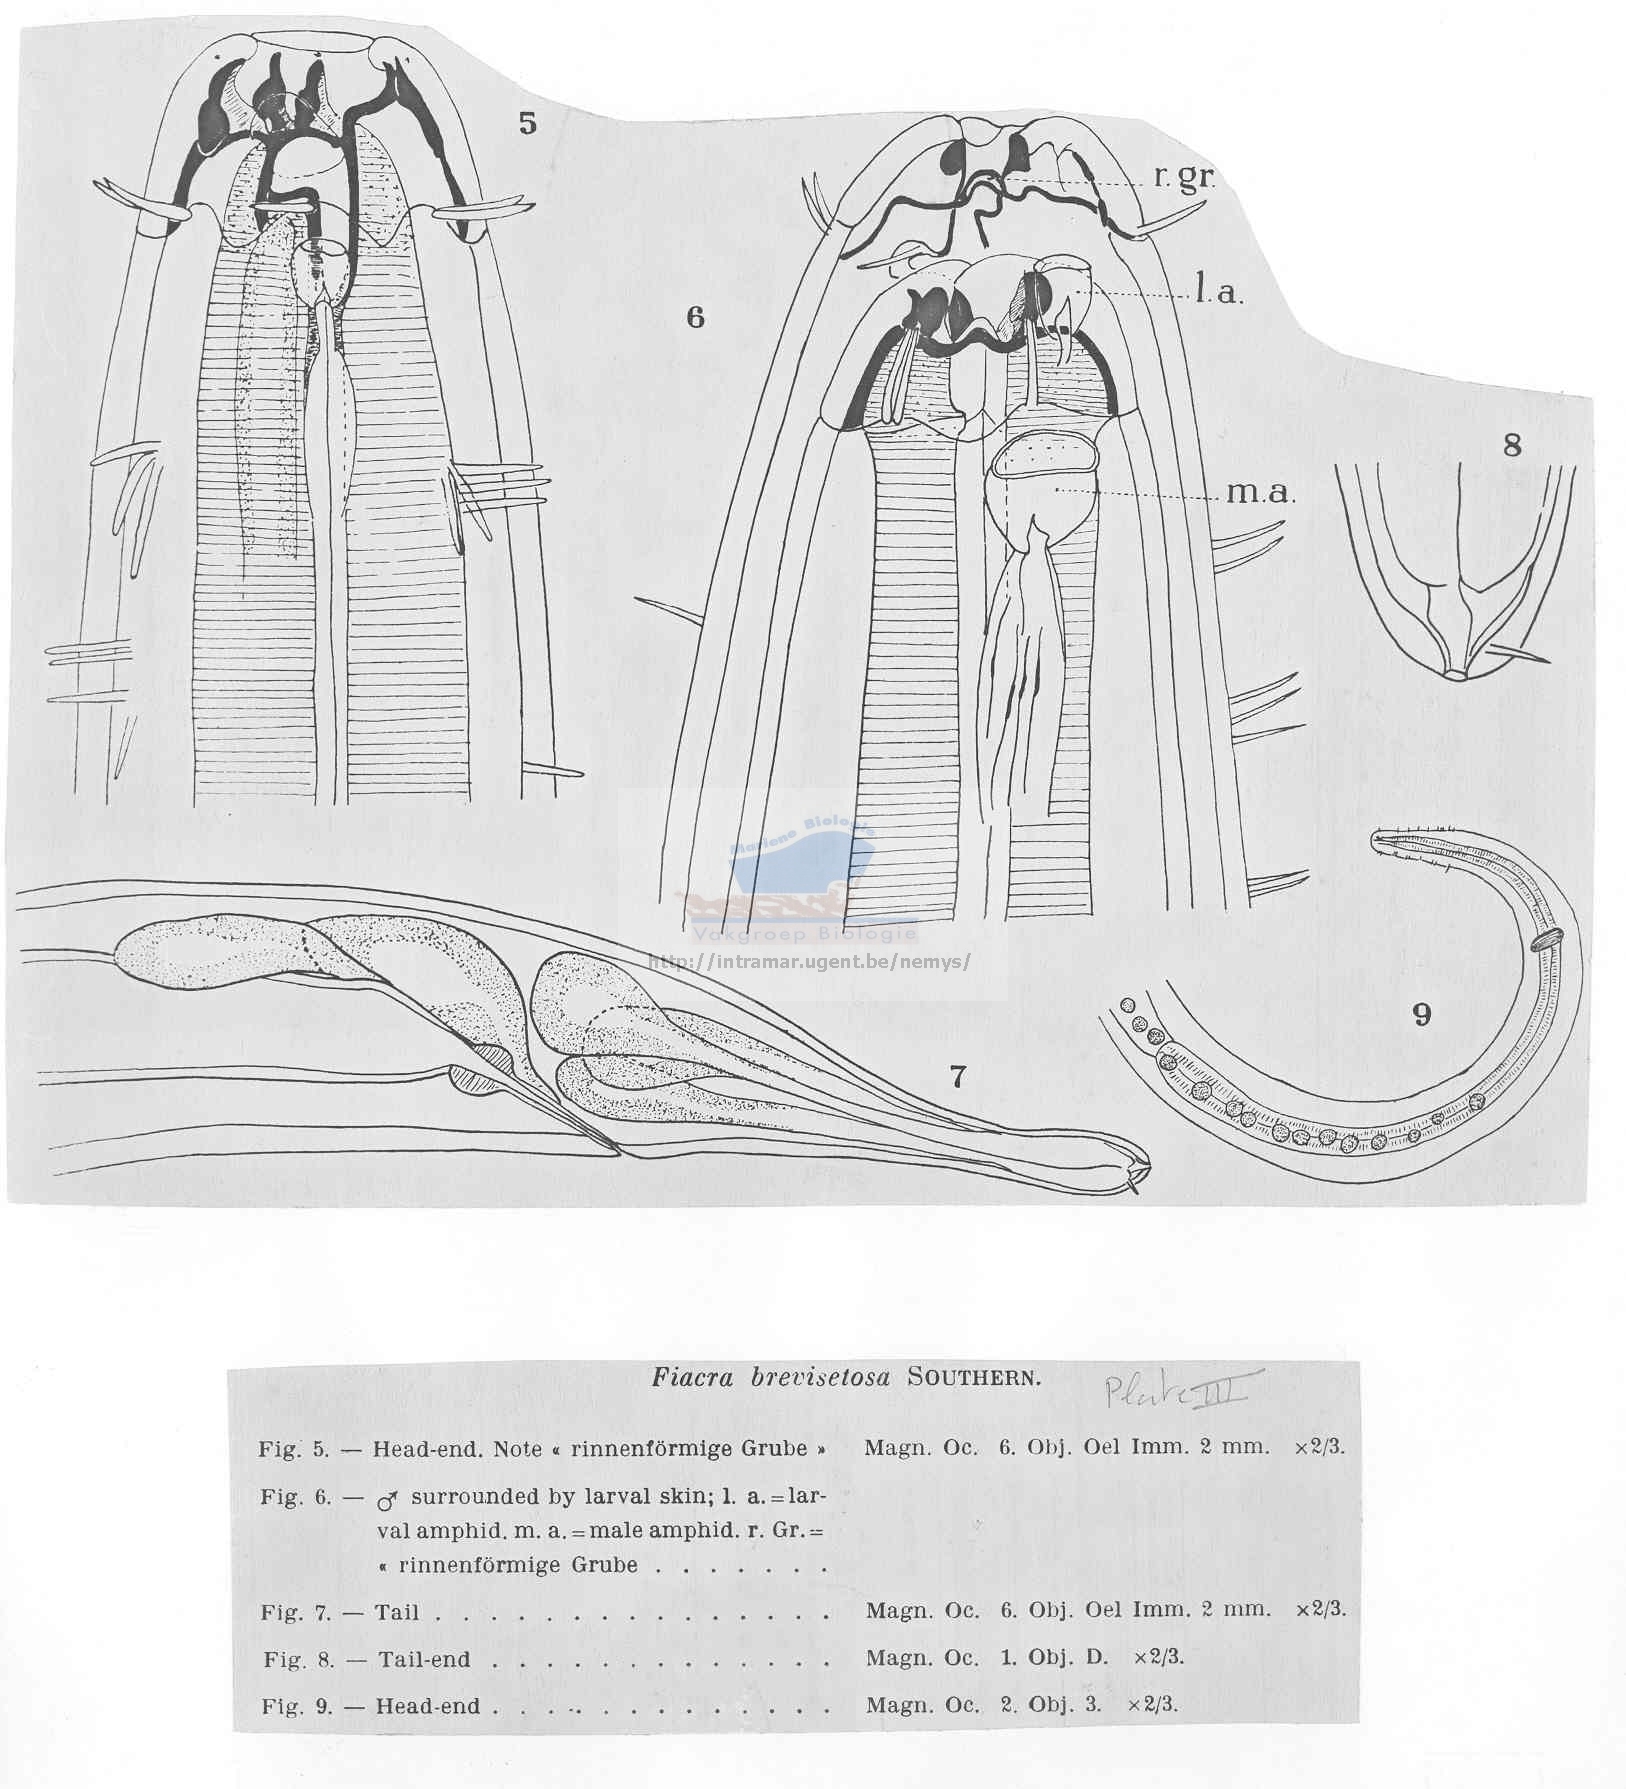 5
r. gr.
l. a.
6
8
m.a.
Mariene Biologie
Vakgroep Biologie
http://intramar.ugent.be/nemys/
9
7
Fiacra brevisetosa SOUTHERN.
Plate III
Fig. 5. — Head-end. Note « rinnenförmige Grube » Magn. Oc. 6. Obj. Oel Imm. 2 mm. ×2/3.
Fig. 6. — ♂ surrounded by larval skin; l. a. = lar-
val amphid. m. a. = male amphid. r. Gr. =
« rinnenförmige Grube . . . . . . .
Fig. 7. — Tail . . . . . . . . . . . . . . . Magn. Oc. 6. Obj. Oel Imm. 2 mm. ×2/3.
Fig. 8. — Tail-end . . . . . . . . . . . . . Magn. Oc. 1. Obj. D. ×2/3.
Fig. 9. — Head-end . . . . . . . . . . . . . Magn. Oc. 2. Obj. 3. ×2/3.